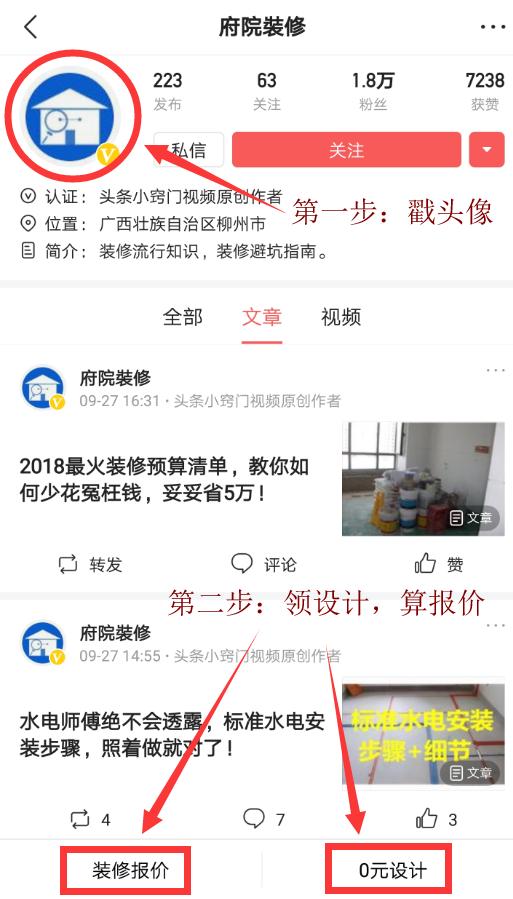 府院裝修
223
63
1.8万
7238
发布
关注
粉丝
获赞
私信
关注
认证：头条小窍门视频原创作者
第一步：戳头像
位置：广西壮族自治区柳州市
简介：装修流行知识，装修避坑指南。
全部
文章
视频
府院裝修
09-27 16:31·头条小窍门视频原创作者
2018最火装修预算清单，教你如
何少花冤枉钱，妥妥省5万！
文章
转发
评论
赞
第二步：领设计，算报价
府院裝修
09-27 14:55·头条小窍门视频原创作者
水电师傅绝不会透露，标准水电安
装步骤，照着做就对了！
标准水电安装
步骤+细节
文章
4
7
3
装修报价
0元设计